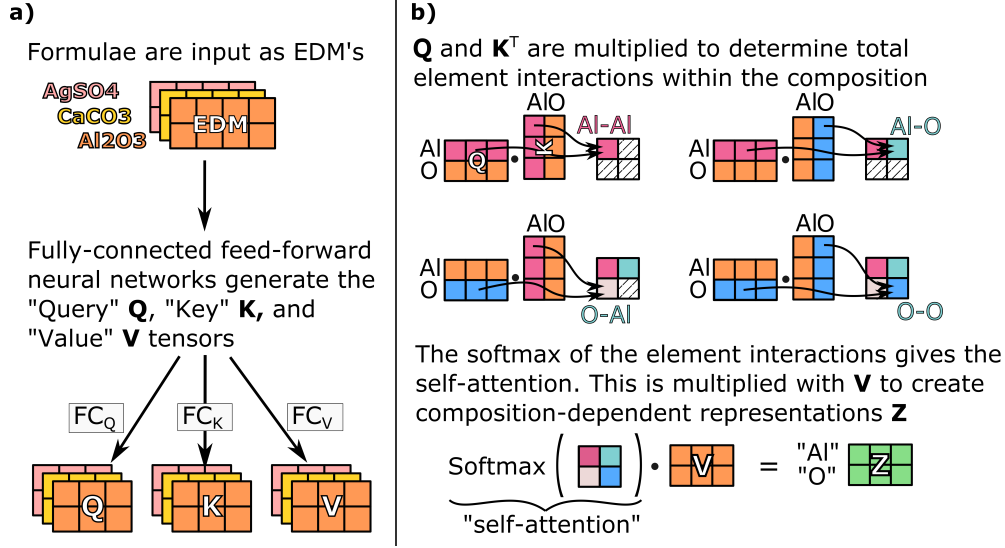 a)
Formulae are input as EDM's
AgSO4
CaCO3
Al2O3
EDM
Fully-connected feed-forward
neural networks generate the
"Query" Q, "Key" K, and
"Value" V tensors
FCQ
FCK
FCV
Q
K
V
b)
Q and KT are multiplied to determine total
element interactions within the composition
AlO
Al-Al
Al
O
Q
K
AlO
Al-O
Al
O
AlO
Al
O
O-Al
AlO
Al
O
O-O
The softmax of the element interactions gives the
self-attention. This is multiplied with V to create
composition-dependent representations Z
Softmax ( ) • V = "Al" Z
"O"
"self-attention"